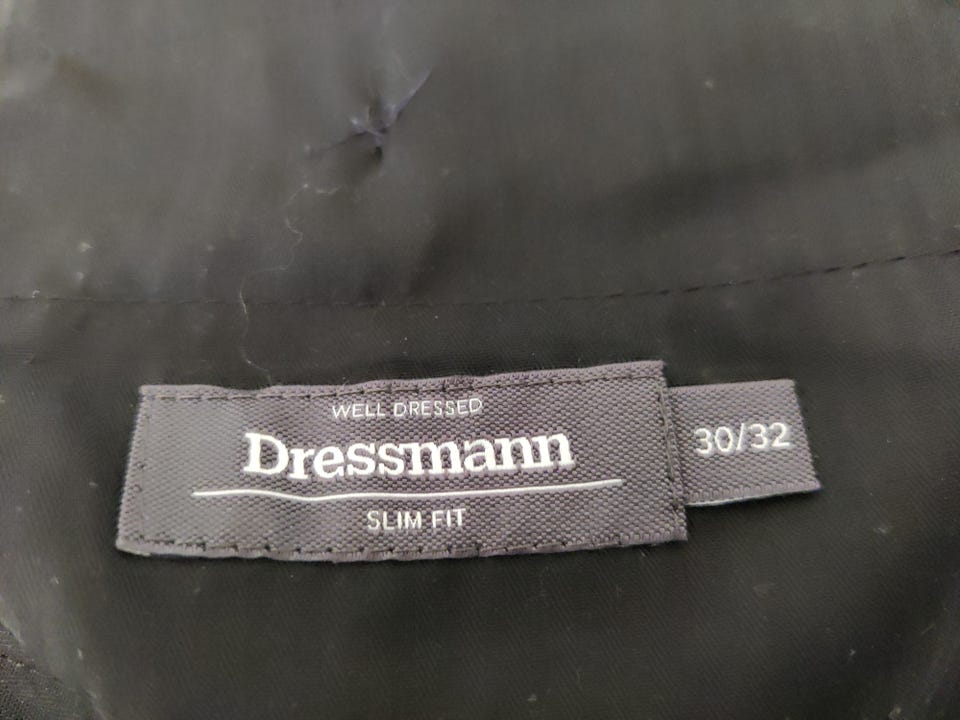 WELL DRESSED
Dressmann
SLIM FIT
30/32